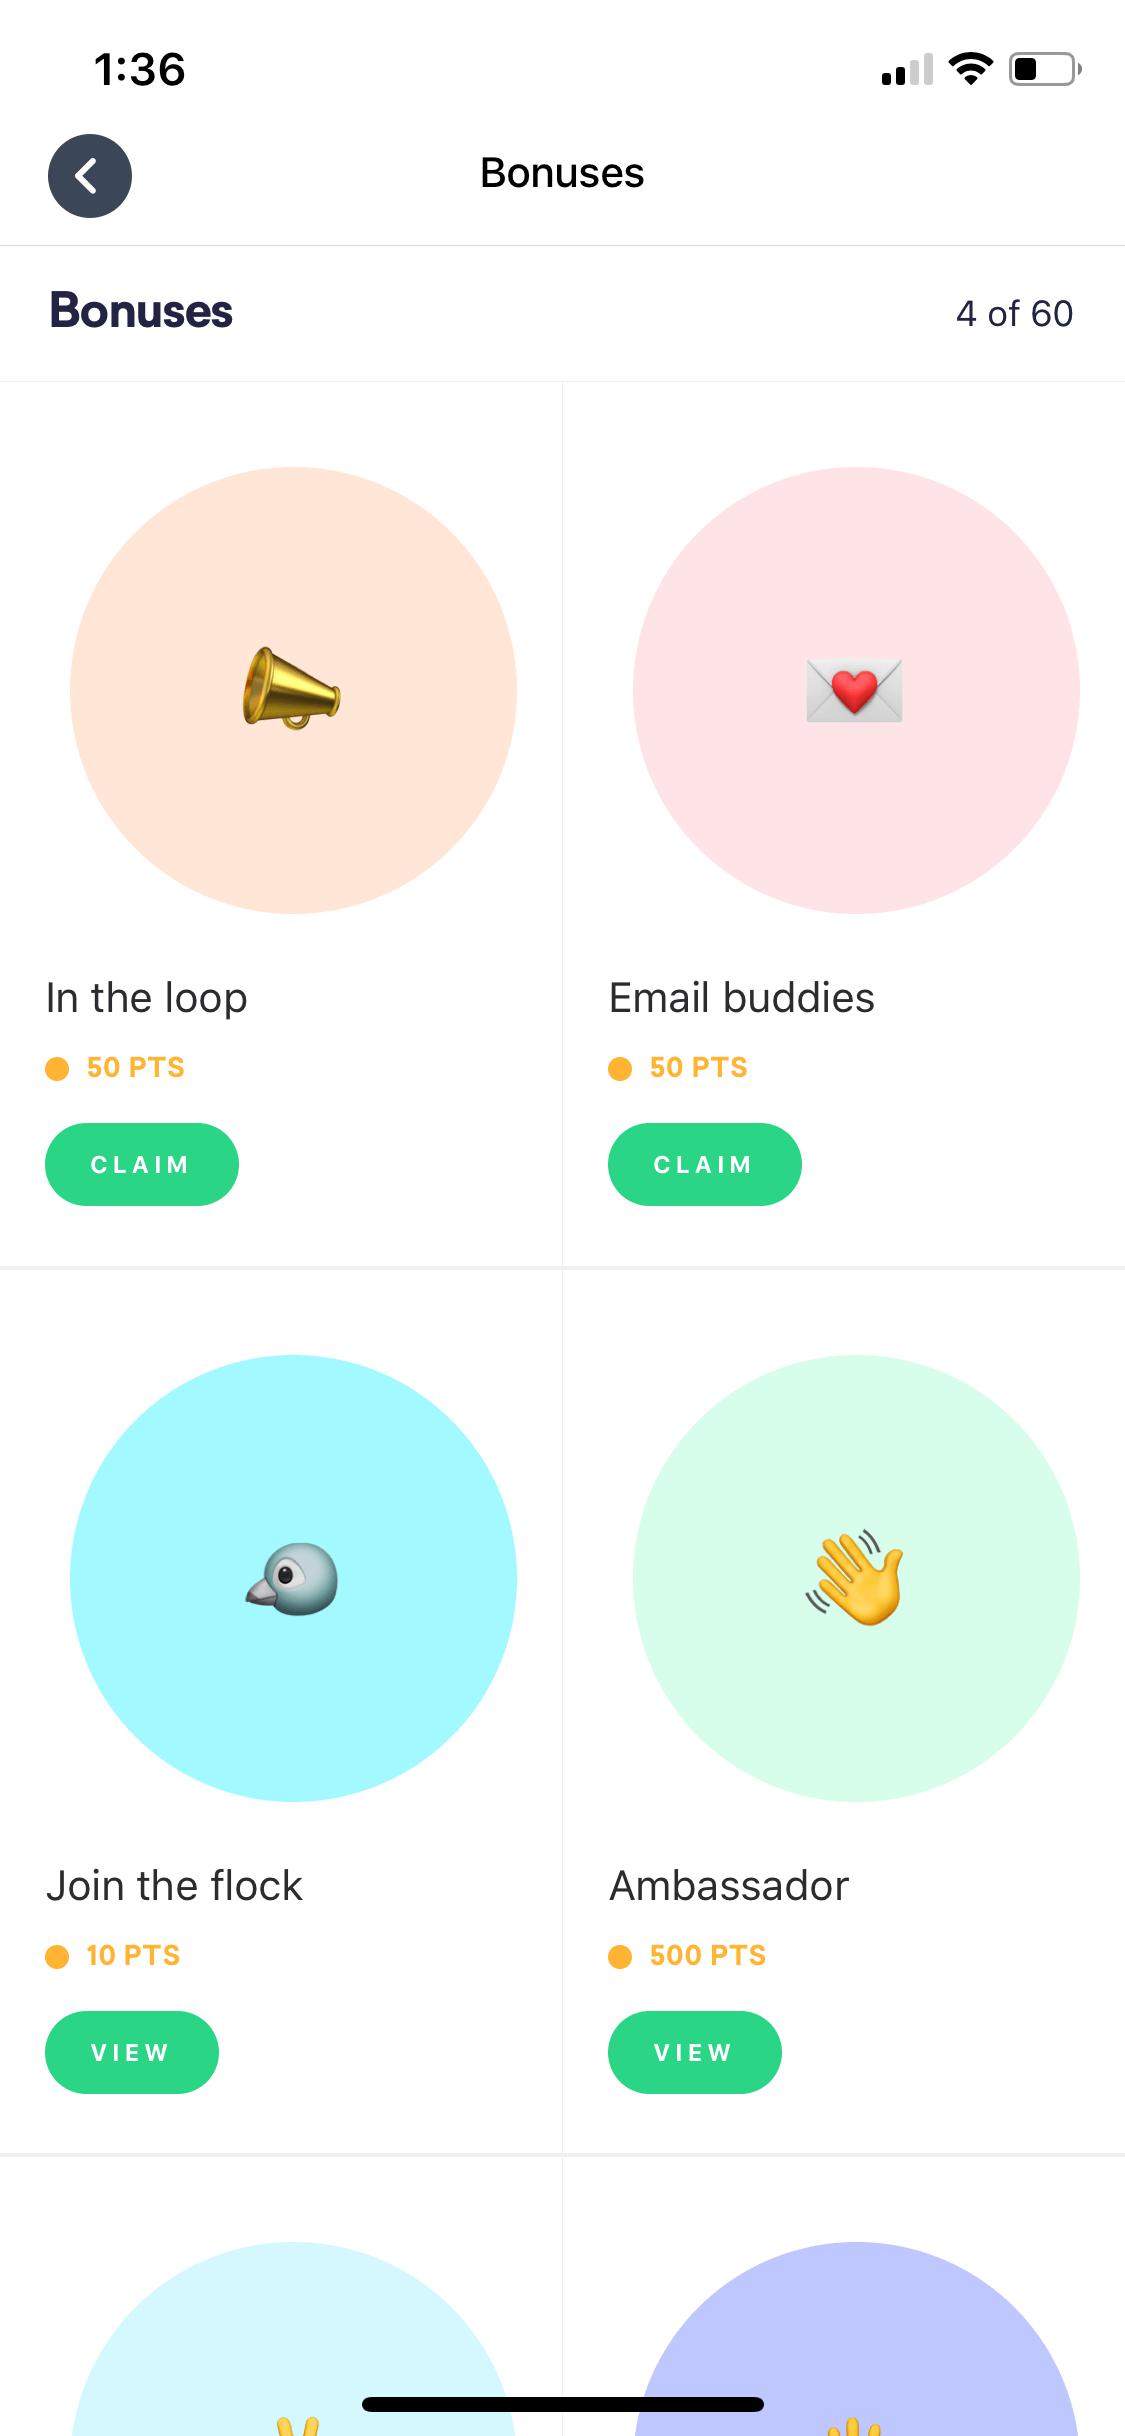 1:36
Bonuses
Bonuses
4 of 60
In the loop
50 PTS
CLAIM
Email buddies
50 PTS
CLAIM
Join the flock
10 PTS
VIEW
Ambassador
500 PTS
VIEW